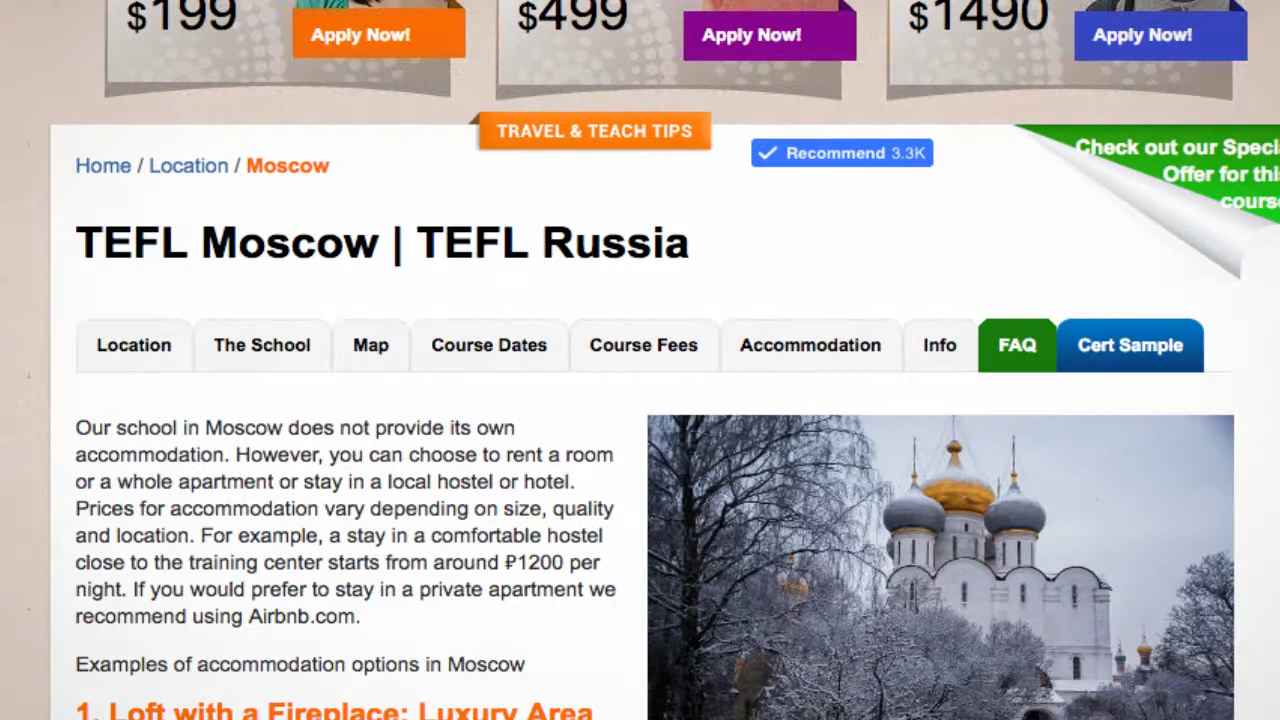 $199
Apply Now!
$499
Apply Now!
$1490
Apply Now!
TRAVEL & TEACH TIPS
Home / Location / Moscow
Recommend 3.3K
Check out our
Offer for
TEFL Moscow | TEFL Russia
Location
The School
Map
Course Dates
Course Fees
Accommodation
Info
FAQ
Cert Sample
Our school in Moscow does not provide its own
accommodation. However, you can choose to rent a room
or a whole apartment or stay in a local hostel or hotel.
Prices for accommodation vary depending on size, quality
and location. For example, a stay in a comfortable hostel
close to the training center starts from around ₽1200 per
night. If you would prefer to stay in a private apartment we
recommend using Airbnb.com.
Examples of accommodation options in Moscow
1. Loft with a Fireplace: Luxury Area